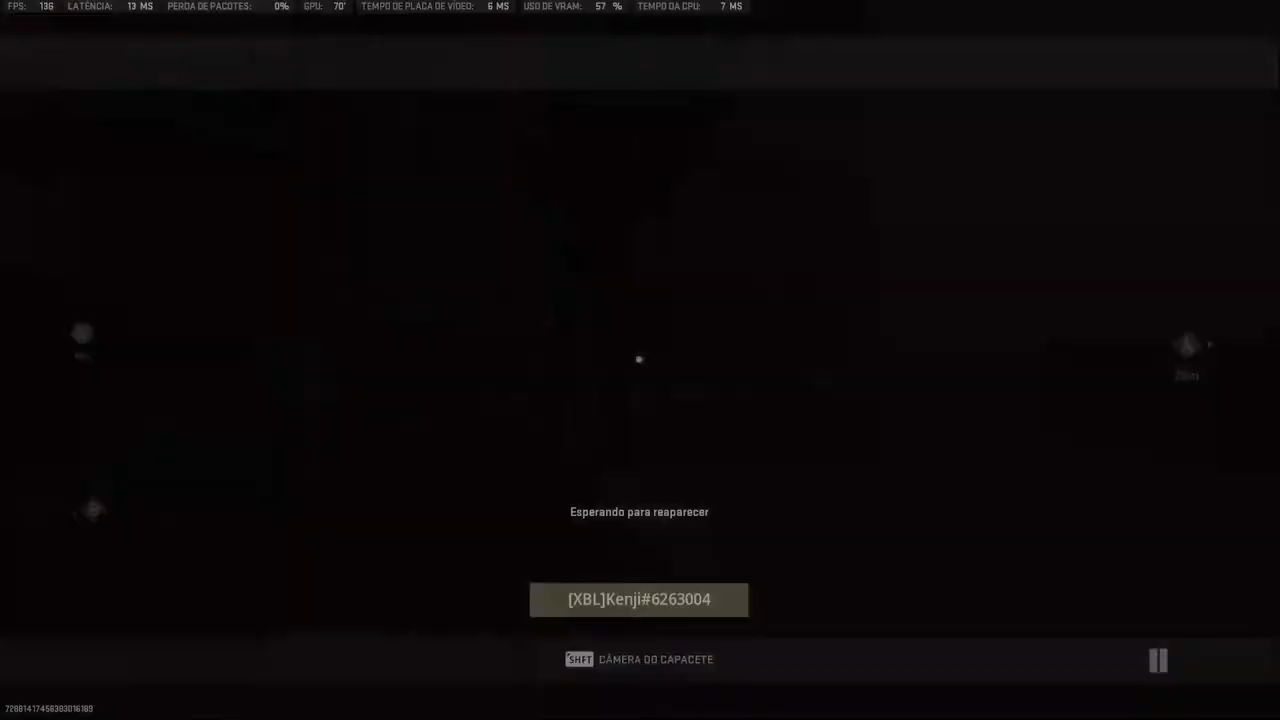 FPS: 136 LATÊNCIA: 13 MS PERDA DE PACOTES: 0% GPU: 70° TEMPO DE PLACA DE VÍDEO: 6 MS USO DE VRAM: 57 % TEMPO DA CPU: 7 MS
A
B
Esperando para reaparecer
[XBL]Kenji#6263004
SHFT CÂMERA DO CAPACETE